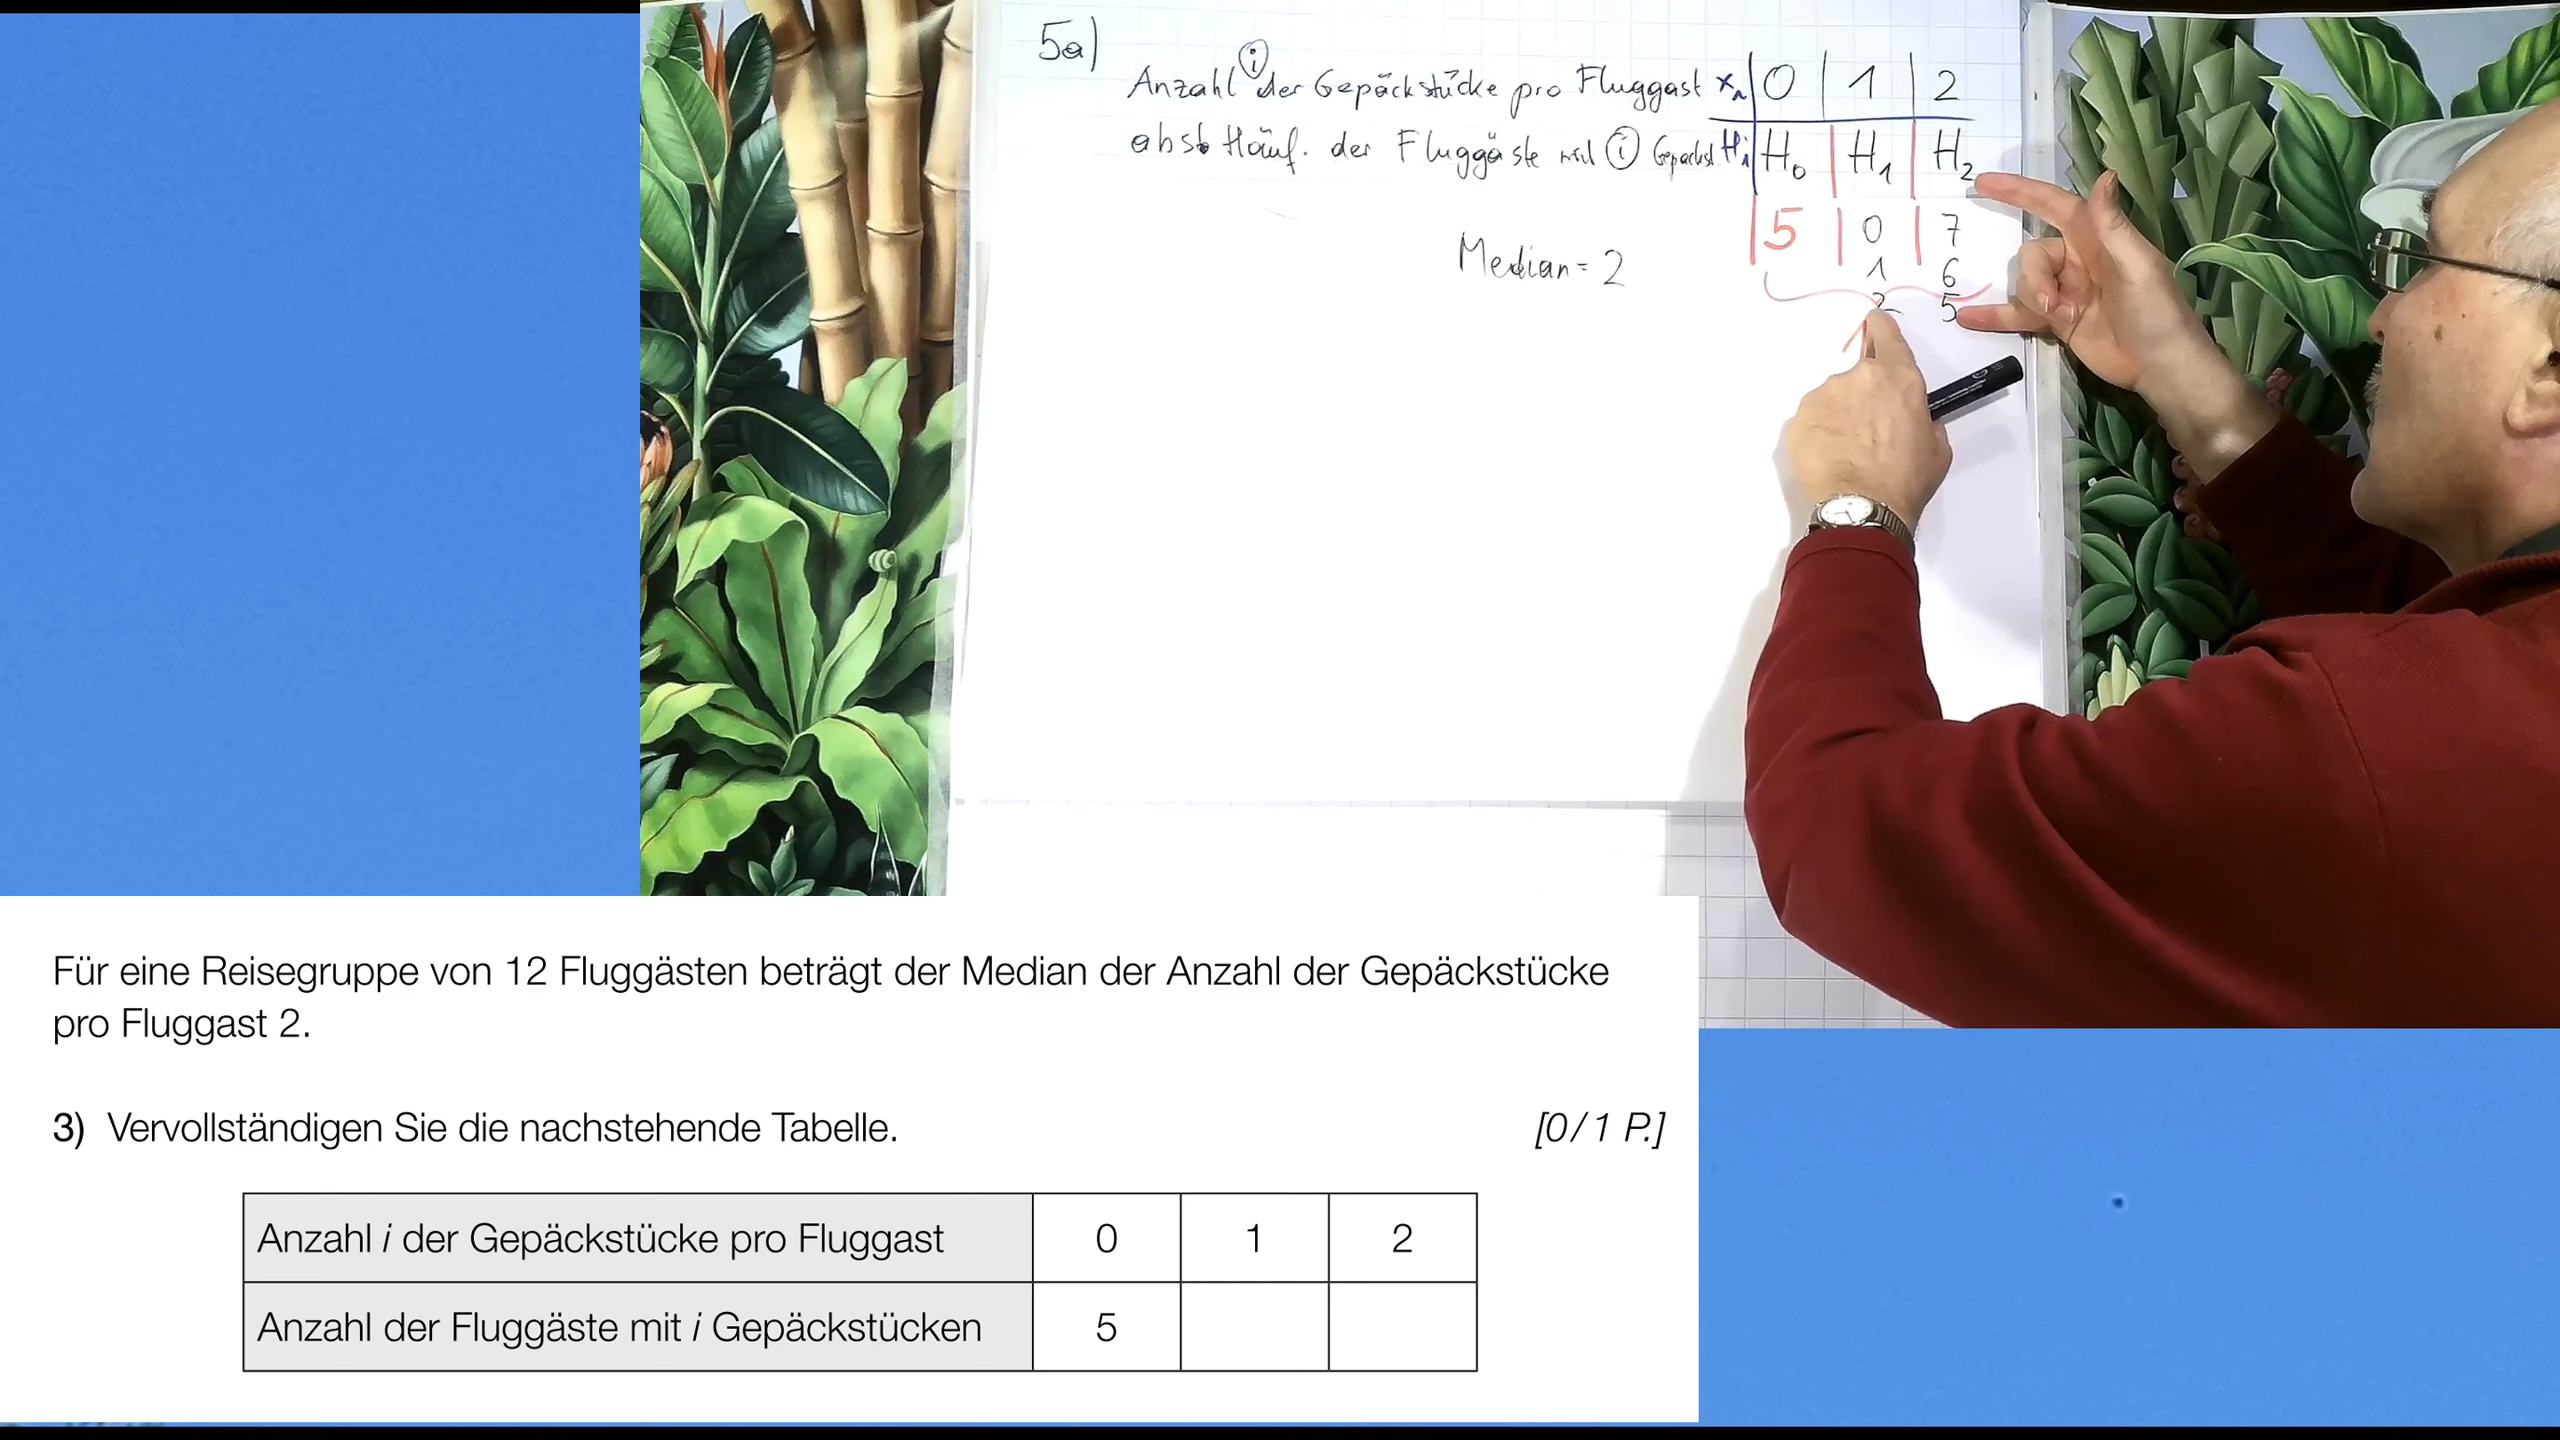 5a)
Anzahl i der Gepäckstücke pro Fluggast xi 0 1 2
abs. Häuf. der Fluggäste mit i Gepäckst. Hi H0 H1 H2
5 0 7
Median = 2
1 6
2 5
Für eine Reisegruppe von 12 Fluggästen beträgt der Median der Anzahl der Gepäckstücke
pro Fluggast 2.
3) Vervollständigen Sie die nachstehende Tabelle. [0/1 P.]
Anzahl i der Gepäckstücke pro Fluggast 0 1 2
Anzahl der Fluggäste mit i Gepäckstücken 5